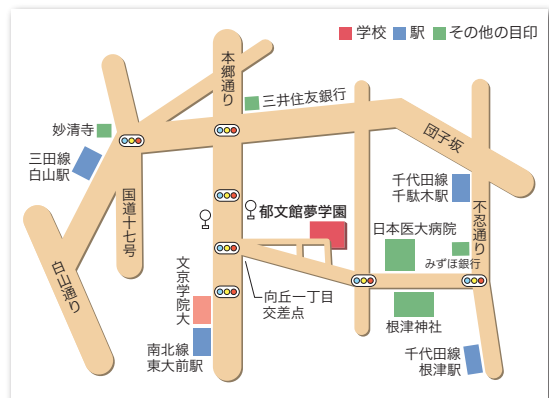 学校 駅 その他の目印
本郷通り
三井住友銀行
妙清寺
三田線
白山駅
団子坂
千代田線
千駄木駅
国道十七号
郁文館夢学園
不忍通り
日本医大病院
みずほ銀行
白山通り
文京学院大
向丘一丁目
交差点
根津神社
南北線
東大前駅
千代田線
根津駅